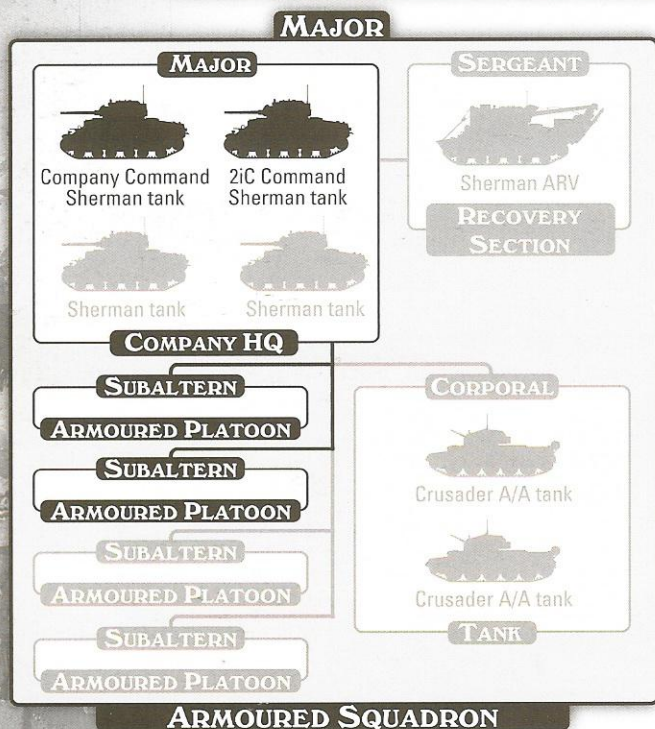 MAJOR
MAJOR
Company Command
Sherman tank
2iC Command
Sherman tank
Sherman tank
Sherman tank
COMPANY HQ
SERGEANT
Sherman ARV
RECOVERY
SECTION
SUBALTERN
ARMOURED PLATOON
SUBALTERN
ARMOURED PLATOON
SUBALTERN
ARMOURED PLATOON
SUBALTERN
ARMOURED PLATOON
CORPORAL
Crusader A/A tank
Crusader A/A tank
TANK
ARMOURED SQUADRON